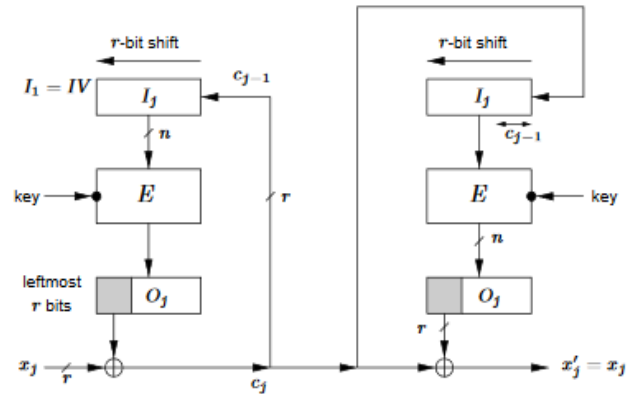 r-bit shift
I₁ = IV
Iⱼ
cⱼ₋₁
n
key
E
r
leftmost
r bits
Oⱼ
xⱼ
r
cⱼ
r-bit shift
Iⱼ
cⱼ₋₁
E
key
n
Oⱼ
r
x′ⱼ = xⱼ